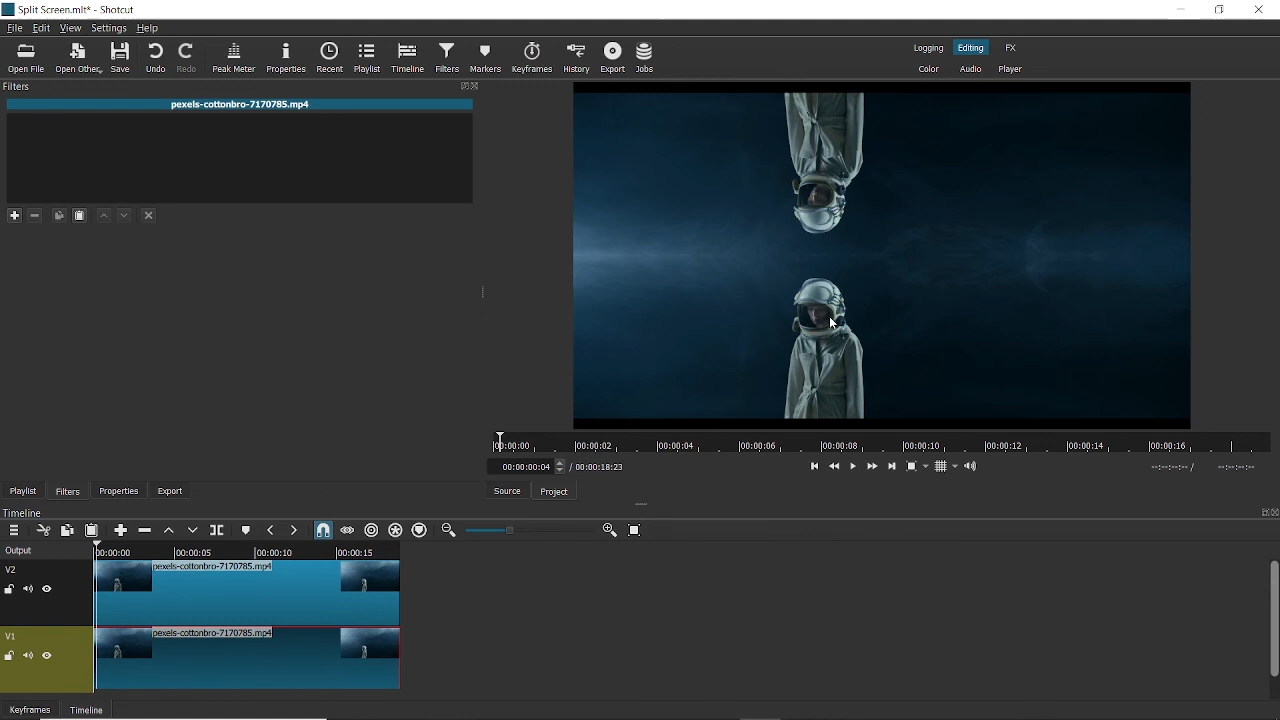 Split Screen.mlt* - Shotcut
File Edit View Settings Help
Open File Open Other Save Undo Redo Peak Meter Properties Recent Playlist Timeline Filters Markers Keyframes History Export Jobs
Logging Editing FX
Color Audio Player
Filters
pexels-cottonbro-7170785.mp4
00:00:00 00:00:02 00:00:04 00:00:06 00:00:08 00:00:10 00:00:12 00:00:14 00:00:16
00:00:00:04 / 00:00:18:23 --:--:--:-- / --:--:--:--
Playlist Filters Properties Export Source Project
Timeline
Output 00:00:00 00:00:05 00:00:10 00:00:15
V2 pexels-cottonbro-7170785.mp4
V1 pexels-cottonbro-7170785.mp4
Keyframes Timeline